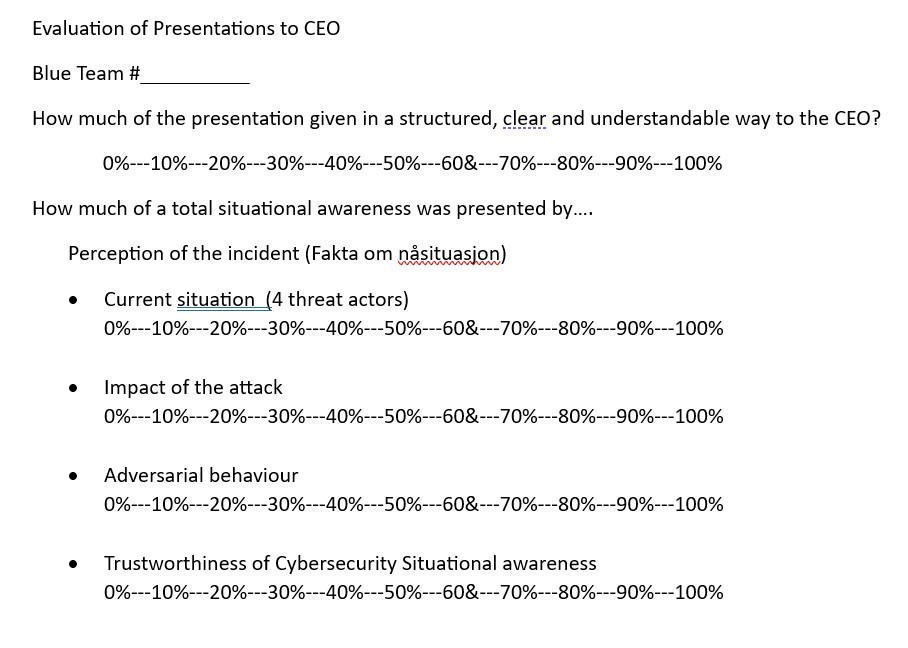 Evaluation of Presentations to CEO
Blue Team #__________
How much of the presentation given in a structured, clear and understandable way to the CEO?
0%---10%---20%---30%---40%---50%---60&---70%---80%---90%---100%
How much of a total situational awareness was presented by….
Perception of the incident (Fakta om nåsituasjon)
• Current situation  (4 threat actors)
0%---10%---20%---30%---40%---50%---60&---70%---80%---90%---100%
• Impact of the attack
0%---10%---20%---30%---40%---50%---60&---70%---80%---90%---100%
• Adversarial behaviour
0%---10%---20%---30%---40%---50%---60&---70%---80%---90%---100%
• Trustworthiness of Cybersecurity Situational awareness
0%---10%---20%---30%---40%---50%---60&---70%---80%---90%---100%